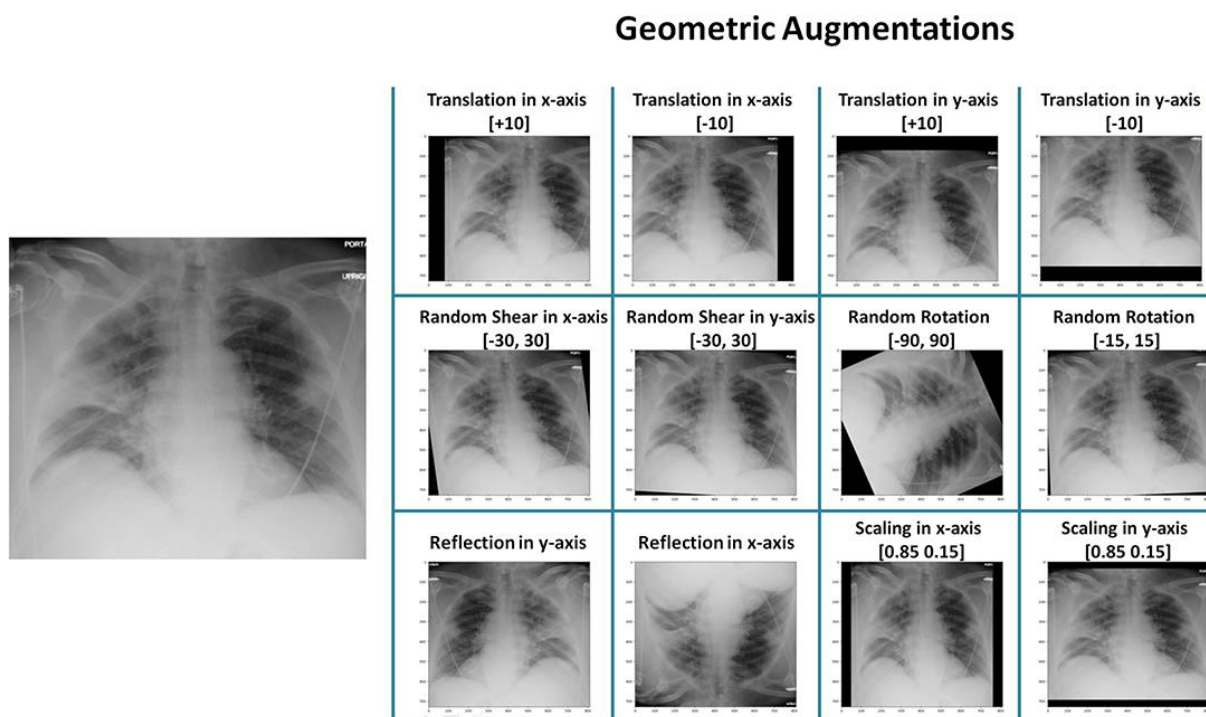 Geometric Augmentations
Translation in x-axis
[+10]
Translation in x-axis
[-10]
Translation in y-axis
[+10]
Translation in y-axis
[-10]
PORTA
UPRIGH
Random Shear in x-axis
[-30, 30]
Random Shear in y-axis
[-30, 30]
Random Rotation
[-90, 90]
Random Rotation
[-15, 15]
Reflection in y-axis
Reflection in x-axis
Scaling in x-axis
[0.85 0.15]
Scaling in y-axis
[0.85 0.15]